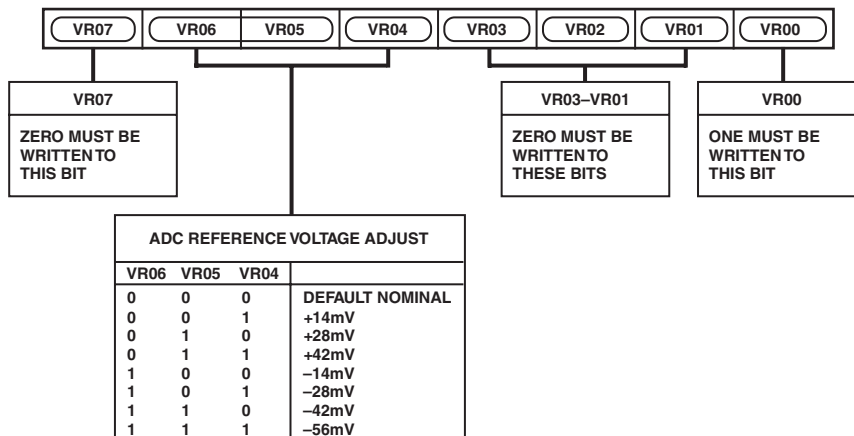 VR07 VR06 VR05 VR04 VR03 VR02 VR01 VR00
VR07
ZERO MUST BE
WRITTEN TO
THIS BIT
VR03–VR01
ZERO MUST BE
WRITTEN TO
THESE BITS
VR00
ONE MUST BE
WRITTEN TO
THIS BIT
ADC REFERENCE VOLTAGE ADJUST
VR06 VR05 VR04
0 0 0 DEFAULT NOMINAL
0 0 1 +14mV
0 1 0 +28mV
0 1 1 +42mV
1 0 0 –14mV
1 0 1 –28mV
1 1 0 –42mV
1 1 1 –56mV